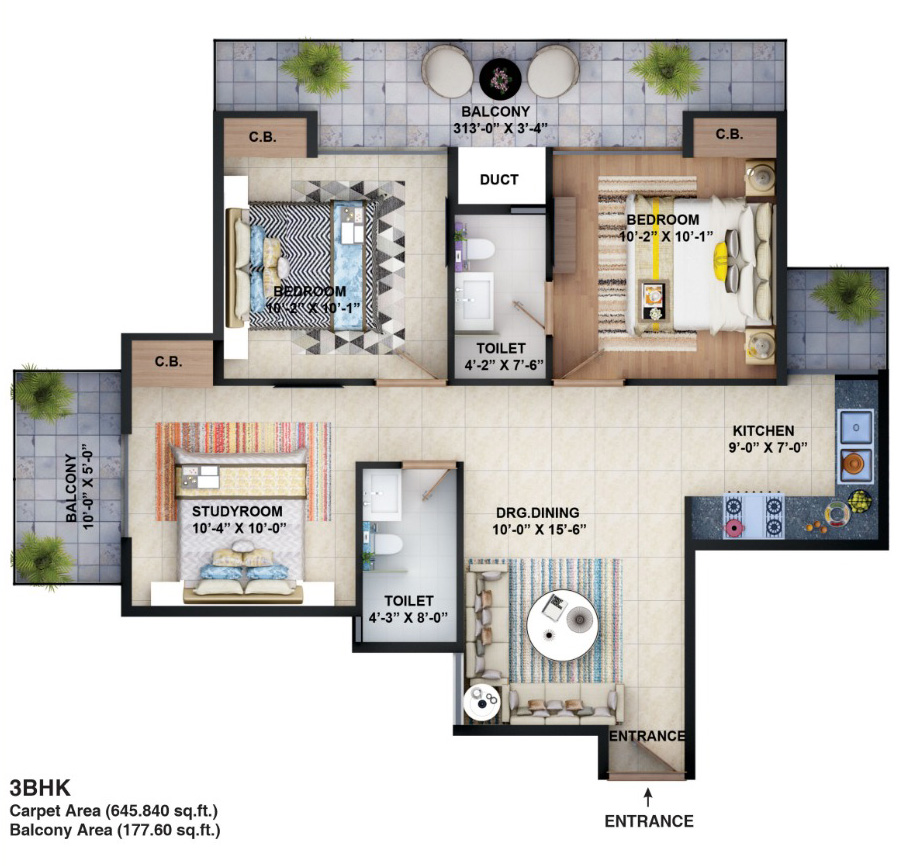 BALCONY
313’-0” X 3’-4”
C.B.
C.B.
DUCT
BEDROOM
10’-2” X 10’-1”
BEDROOM
10’-2” X 10’-1”
TOILET
4’-2” X 7’-6”
C.B.
KITCHEN
9’-0” X 7’-0”
BALCONY
10’-0” X 5’-0”
STUDYROOM
10’-4” X 10’-0”
DRG.DINING
10’-0” X 15’-6”
TOILET
4’-3” X 8’-0”
ENTRANCE
3BHK
Carpet Area (645.840 sq.ft.)
Balcony Area (177.60 sq.ft.)
ENTRANCE